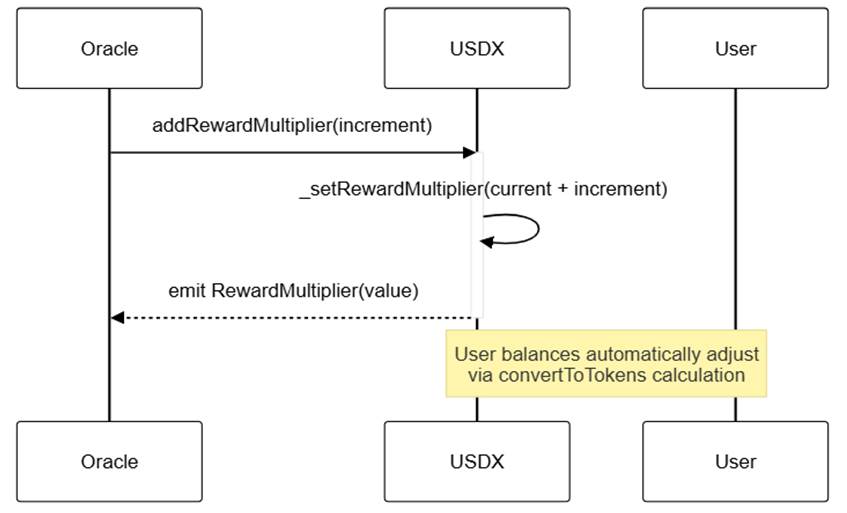 Oracle
USDX
User
addRewardMultiplier(increment)
_setRewardMultiplier(current + increment)
emit RewardMultiplier(value)
User balances automatically adjust
via convertToTokens calculation
Oracle
USDX
User